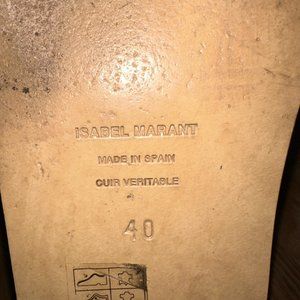 ISABEL MARANT
MADE IN SPAIN
CUIR VERITABLE
40